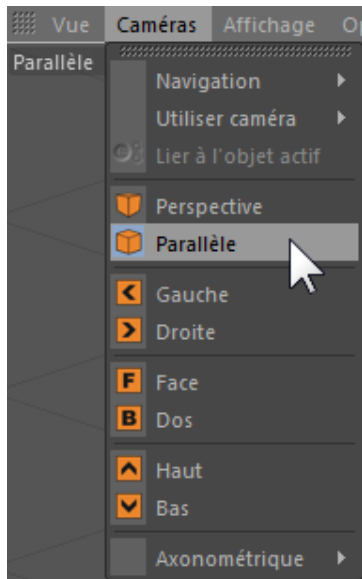 Vue Caméras Affichage
Parallèle
Navigation
Utiliser caméra
Lier à l'objet actif
Perspective
Parallèle
Gauche
Droite
F Face
B Dos
Haut
Bas
Axonométrique